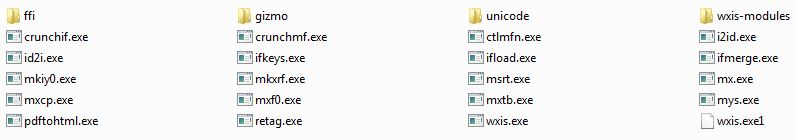 ffi gizmo unicode wxis-modules
crunchif.exe crunchmf.exe ctlmfn.exe i2id.exe
id2i.exe ifkeys.exe ifload.exe ifmerge.exe
mkiy0.exe mkxrf.exe msrt.exe mx.exe
mxcp.exe mxf0.exe mxtb.exe mys.exe
pdftohtml.exe retag.exe wxis.exe wxis.exe1